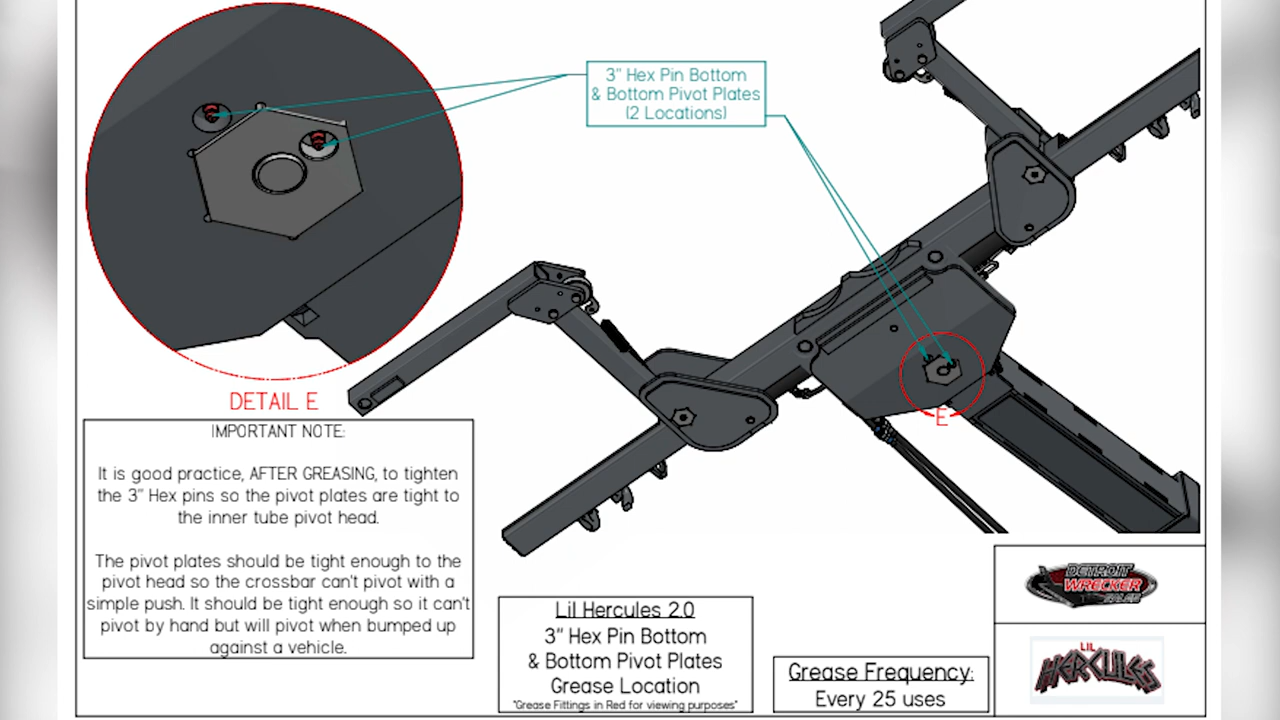 3" Hex Pin Bottom
& Bottom Pivot Plates
(2 Locations)
DETAIL E
E
IMPORTANT NOTE:
It is good practice, AFTER GREASING, to tighten
the 3" Hex pins so the pivot plates are tight to
the inner tube pivot head.
The pivot plates should be tight enough to the
pivot head so the crossbar can't pivot with a
simple push. It should be tight enough so it can't
pivot by hand but will pivot when bumped up
against a vehicle.
Lil Hercules 2.0
3" Hex Pin Bottom
& Bottom Pivot Plates
Grease Location
"Grease Fittings in Red for viewing purposes"
Grease Frequency:
Every 25 uses
DETROIT
WRECKER
SALES
LIL
HERCULES